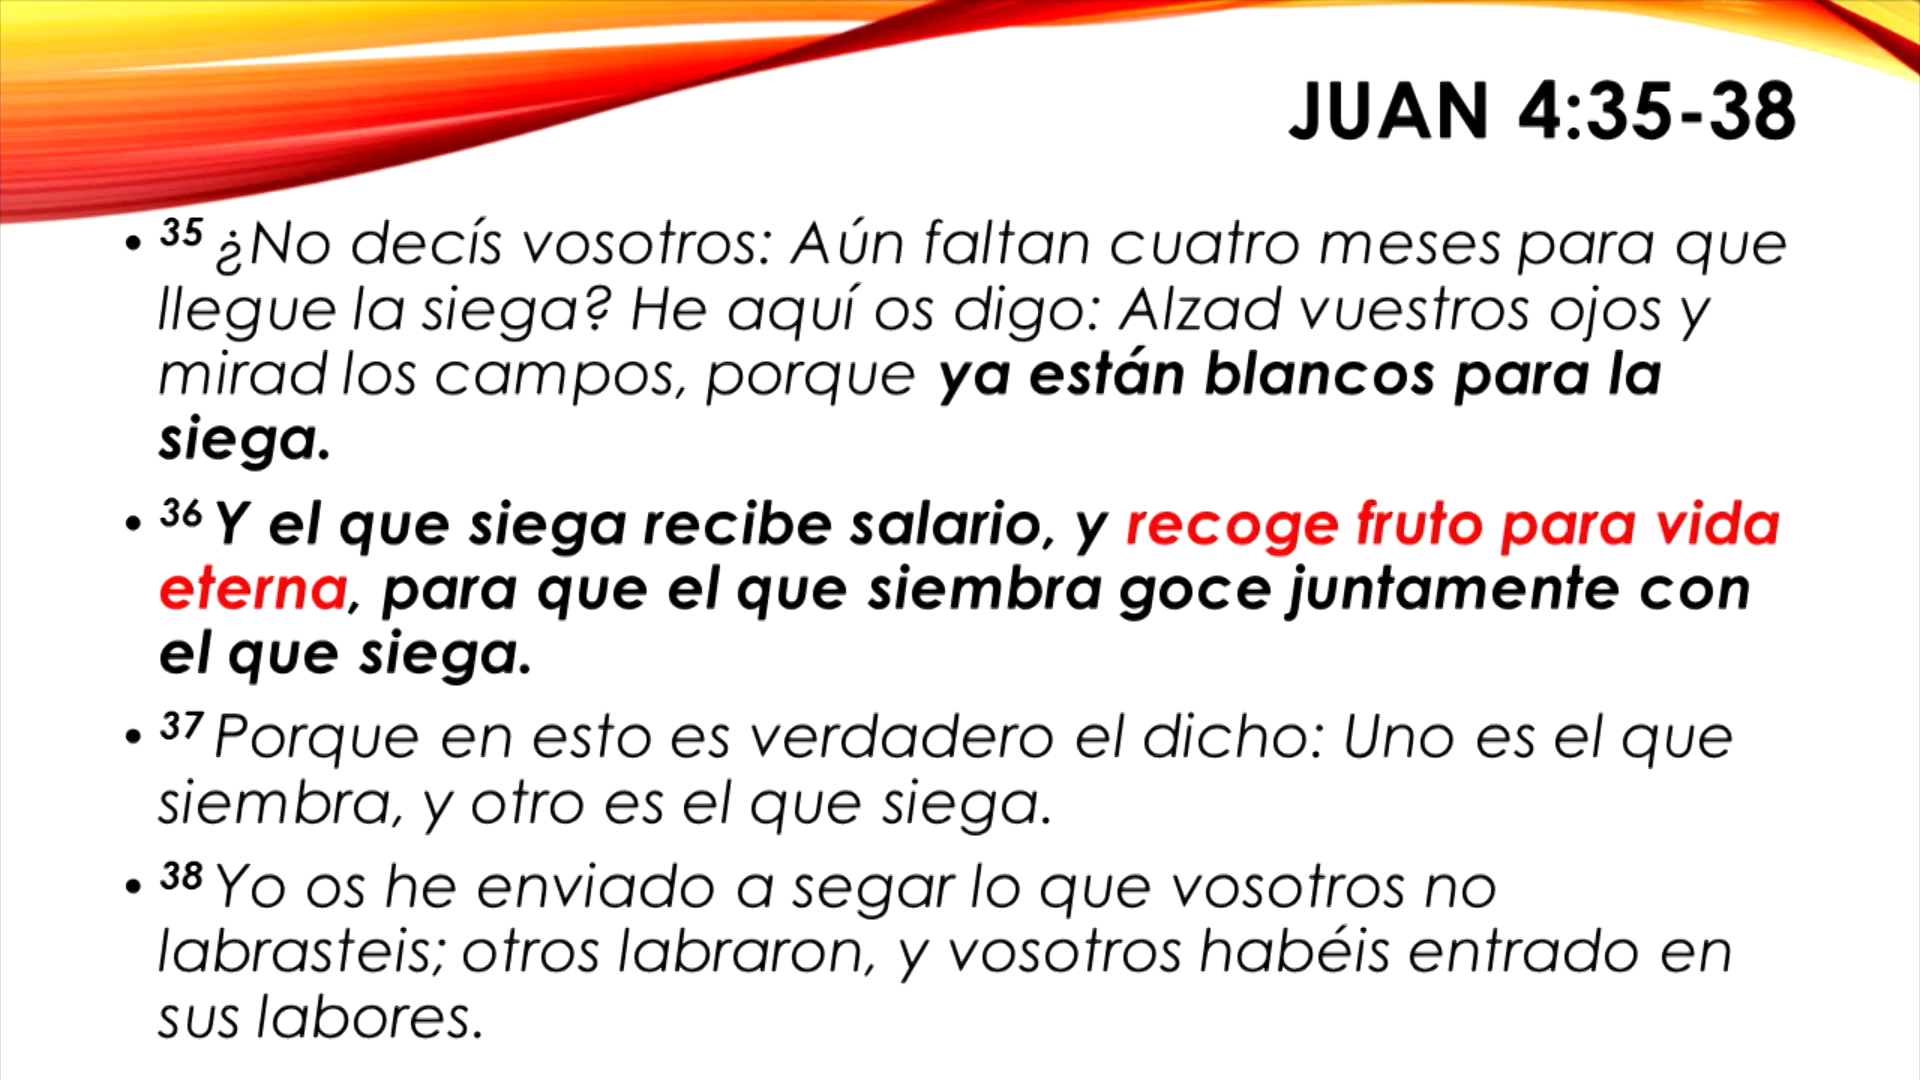 JUAN 4:35-38
• 35 ¿No decís vosotros: Aún faltan cuatro meses para que
llegue la siega? He aquí os digo: Alzad vuestros ojos y
mirad los campos, porque ya están blancos para la
siega.
• 36 Y el que siega recibe salario, y recoge fruto para vida
eterna, para que el que siembra goce juntamente con
el que siega.
• 37 Porque en esto es verdadero el dicho: Uno es el que
siembra, y otro es el que siega.
• 38 Yo os he enviado a segar lo que vosotros no
labrasteis; otros labraron, y vosotros habéis entrado en
sus labores.